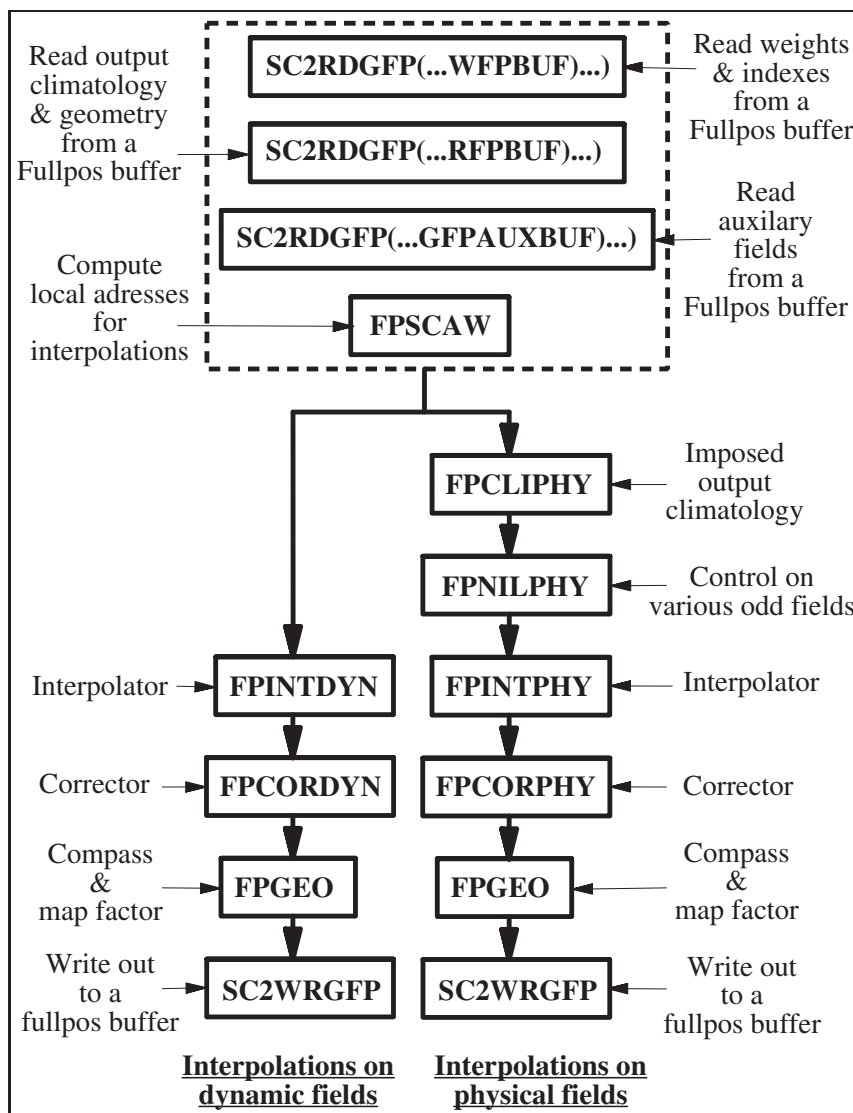 Read output
climatology
& geometry
from a
Fullpos buffer
SC2RDGFP(...WFPBUF)...)
Read weights
& indexes
from a
Fullpos buffer
SC2RDGFP(...RFPBUF)...)
SC2RDGFP(...GFPAUXBUF)...)
Read
auxilary
fields
from a
Fullpos buffer
Compute
local adresses
for
interpolations
FPSCAW
FPCLIPHY
Imposed
output
climatology
FPNILPHY
Control on
various odd fields
Interpolator
FPINTDYN
FPINTPHY
Interpolator
Corrector
FPCORDYN
FPCORPHY
Corrector
Compass
&
map factor
FPGEO
FPGEO
Compass
&
map factor
Write out
to a
fullpos buffer
SC2WRGFP
SC2WRGFP
Write out
to a
fullpos buffer
Interpolations on
dynamic fields
Interpolations on
physical fields